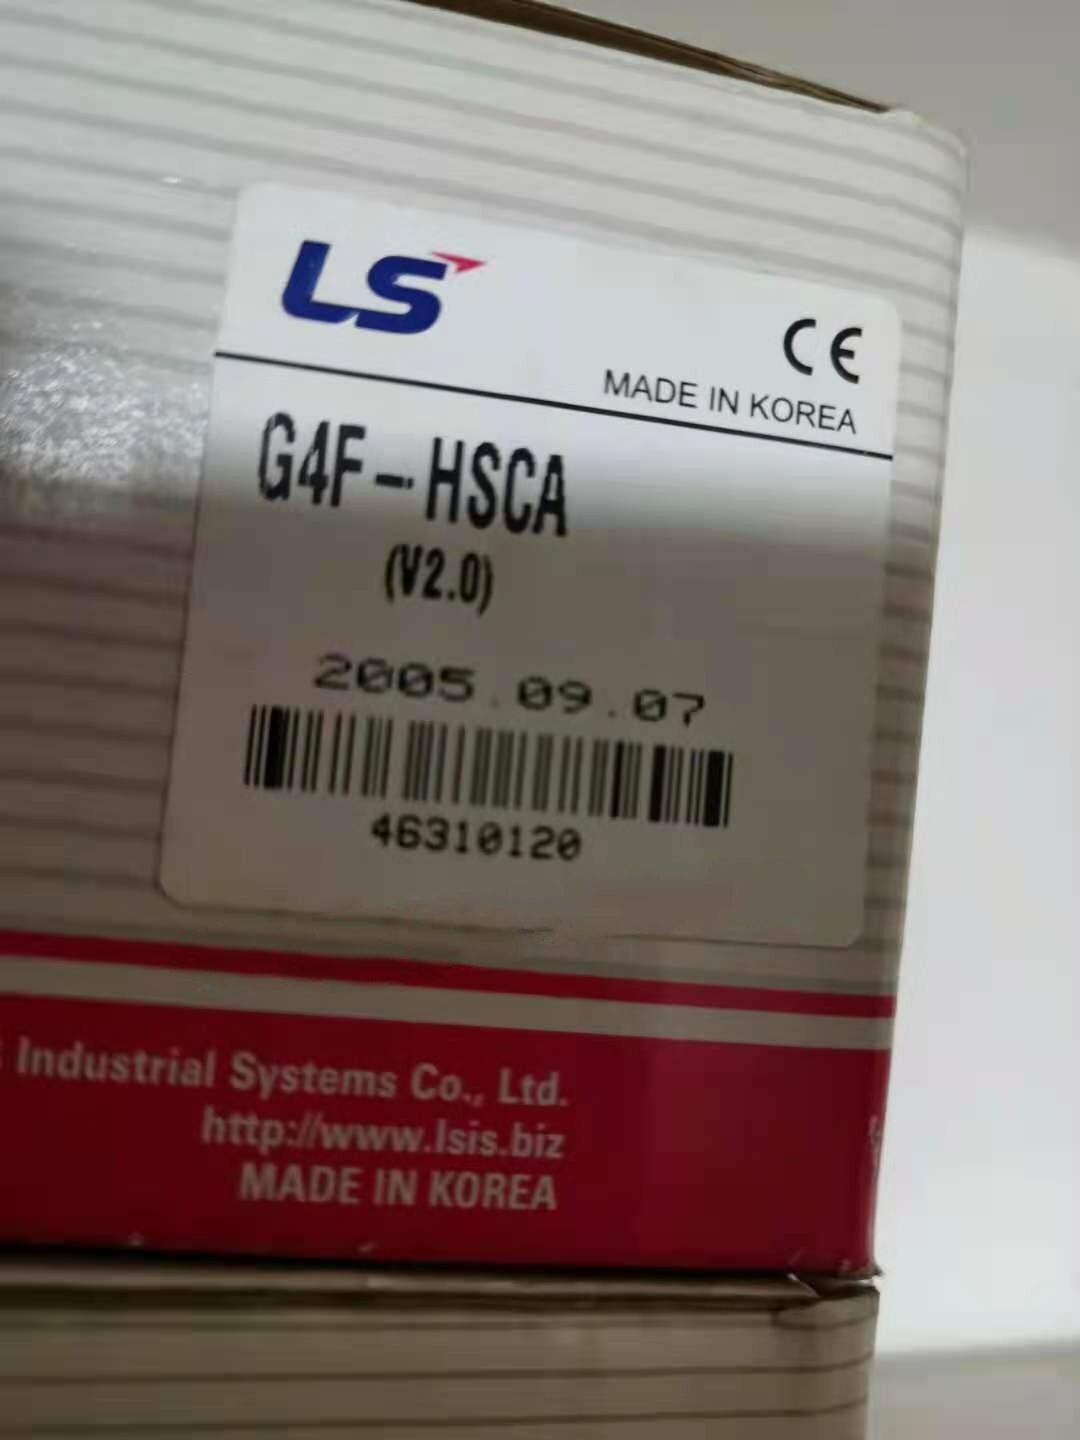 LS
CE
MADE IN KOREA
G4F-HSCA
(V2.0)
2005.09.07
46310120
Industrial Systems Co., Ltd.
http://www.lsis.biz
MADE IN KOREA